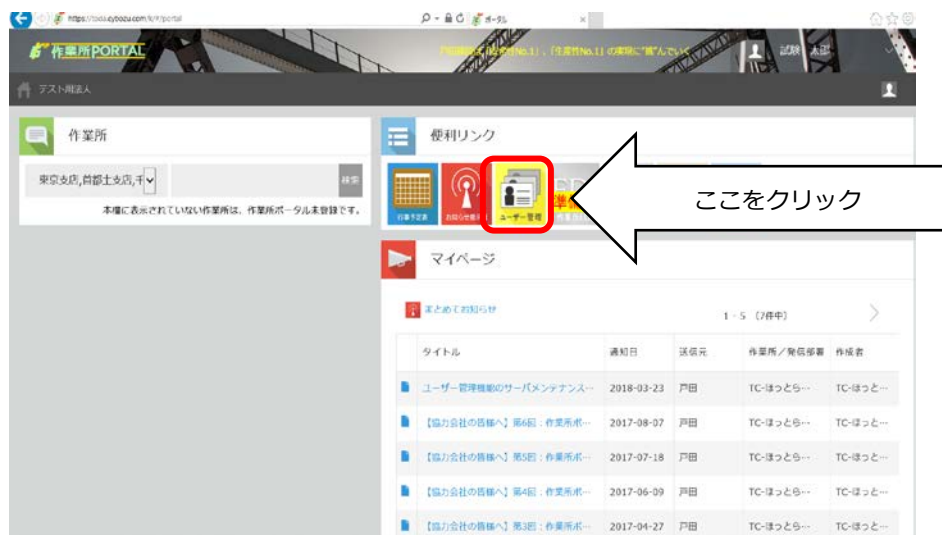 https://toda.cybozu.com/k/#/portal
ポータル
作業所PORTAL
試験 太郎
テスト用法人
作業所
東京支店,首都土支店,千
検索
本欄に表示されていない作業所は、作業所ポータル未登録です。
便利リンク
ユーザー管理
ここをクリック
マイページ
まとめてお知らせ
1 - 5 (7件中)
タイトル 通知日 送信元 作業所／発信部署 作成者
ユーザー管理機能のサーバメンテナンス… 2018-03-23 戸田 TC-ほっとら… TC-ほっと…
【協力会社の皆様へ】第6回：作業所ポ… 2017-08-07 戸田 TC-ほっとら… TC-ほっと…
【協力会社の皆様へ】第5回：作業所ポ… 2017-07-18 戸田 TC-ほっとら… TC-ほっと…
【協力会社の皆様へ】第4回：作業所ポ… 2017-06-09 戸田 TC-ほっとら… TC-ほっと…
【協力会社の皆様へ】第3回：作業所ポ… 2017-04-27 戸田 TC-ほっとら… TC-ほっと…